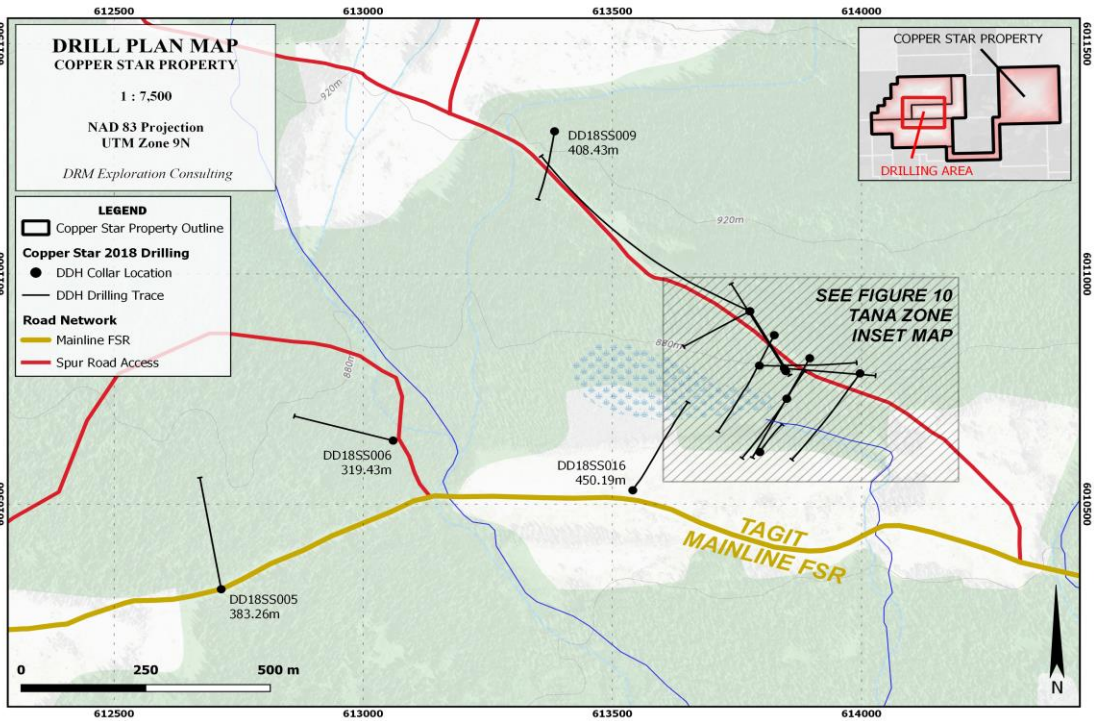 612500
613000
613500
614000
6011500
6011500
DRILL PLAN MAP
COPPER STAR PROPERTY
1 : 7,500
NAD 83 Projection
UTM Zone 9N
DRM Exploration Consulting
COPPER STAR PROPERTY
DRILLING AREA
920m
DD18SS009
408.43m
LEGEND
Copper Star Property Outline
Copper Star 2018 Drilling
DDH Collar Location
DDH Drilling Trace
Road Network
Mainline FSR
Spur Road Access
920m
6011000
6011000
SEE FIGURE 10
TANA ZONE
INSET MAP
880m
880m
DD18SS006
319.43m
DD18SS016
450.19m
6010500
6010500
TAGIT
MAINLINE FSR
DD18SS005
383.26m
0
250
500 m
N
612500
613000
613500
614000